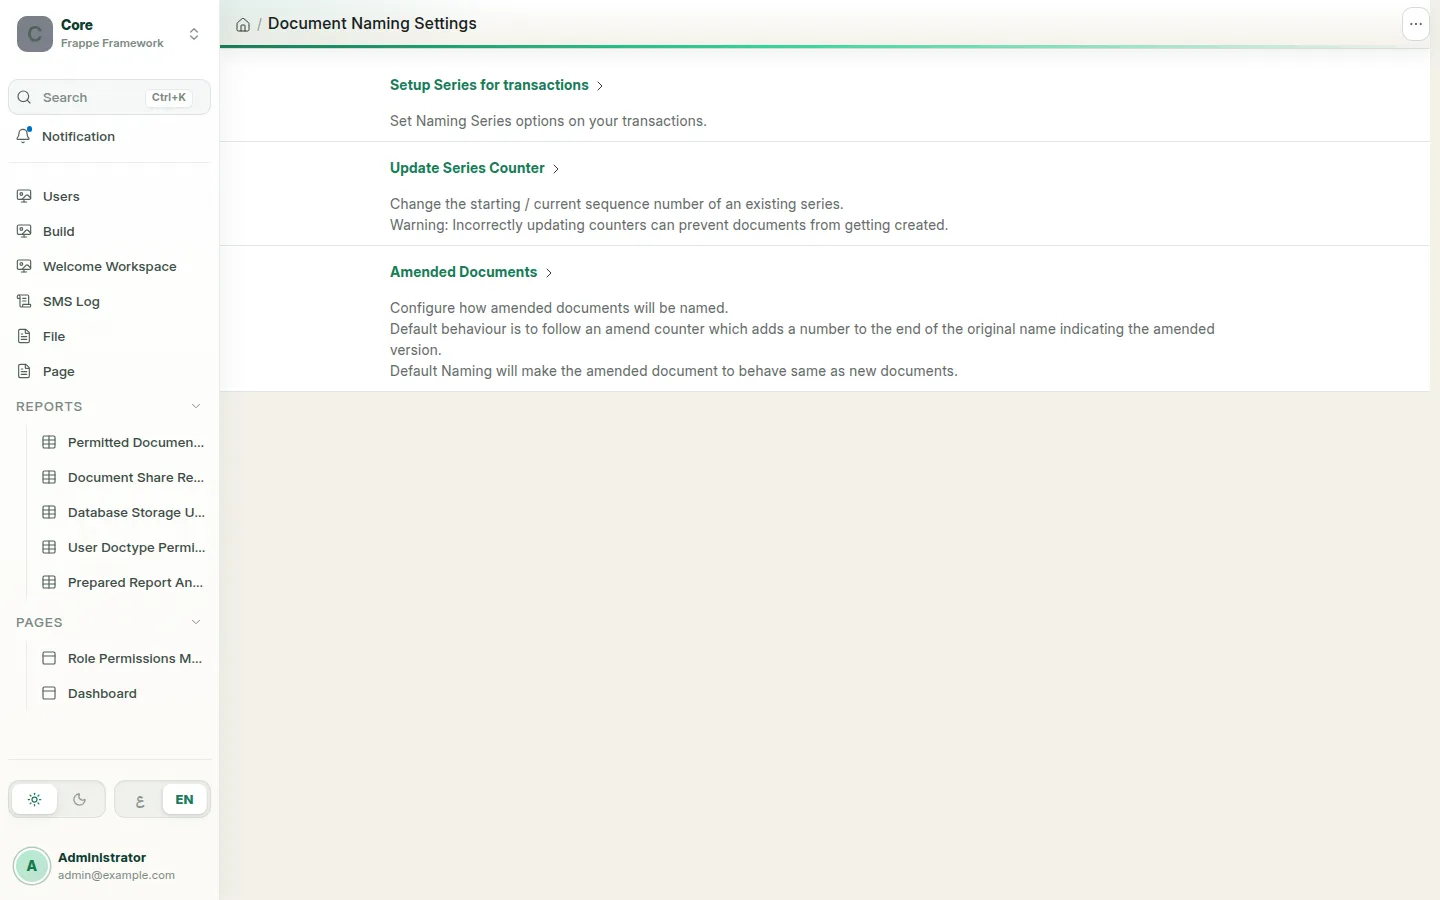 Core
Frappe Framework
Search
Ctrl+K
Notification
Users
Build
Welcome Workspace
SMS Log
File
Page
REPORTS
Permitted Documen...
Document Share Re...
Database Storage U...
User Doctype Permi...
Prepared Report An...
PAGES
Role Permissions M...
Dashboard
ع
EN
A
Administrator
admin@example.com
/ Document Naming Settings
Setup Series for transactions
Set Naming Series options on your transactions.
Update Series Counter
Change the starting / current sequence number of an existing series.
Warning: Incorrectly updating counters can prevent documents from getting created.
Amended Documents
Configure how amended documents will be named.
Default behaviour is to follow an amend counter which adds a number to the end of the original name indicating the amended
version.
Default Naming will make the amended document to behave same as new documents.
C